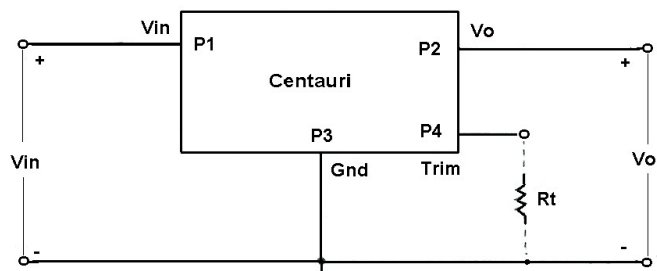 Vin
Vo
P1
P2
+
+
Centauri
P3
P4
Vin
Gnd
Trim
Vo
Rt
-
-